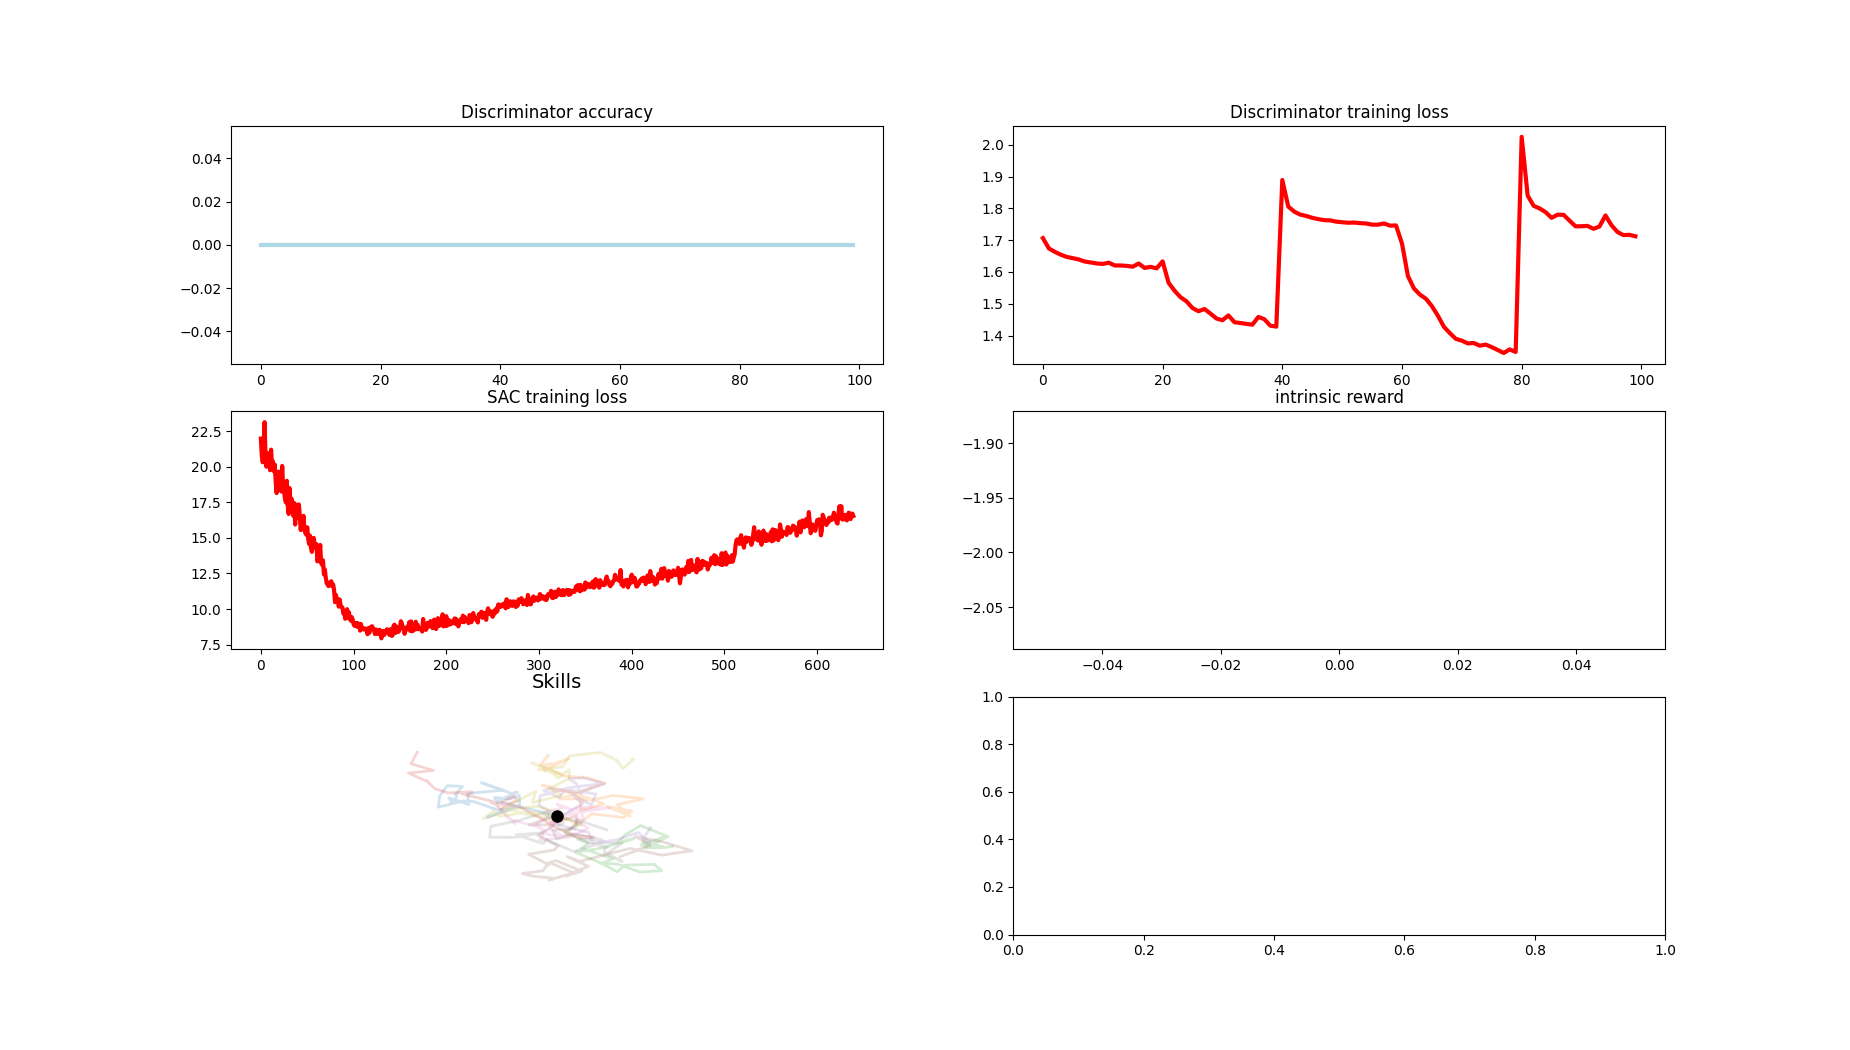 Discriminator accuracy
0.04
0.02
0.00
−0.02
−0.04
0 20 40 60 80 100
Discriminator training loss
2.0
1.9
1.8
1.7
1.6
1.5
1.4
0 20 40 60 80 100
SAC training loss
22.5
20.0
17.5
15.0
12.5
10.0
7.5
0 100 200 300 400 500 600
intrinsic reward
−1.90
−1.95
−2.00
−2.05
−0.04 −0.02 0.00 0.02 0.04
Skills
1.0
0.8
0.6
0.4
0.2
0.0
0.0 0.2 0.4 0.6 0.8 1.0